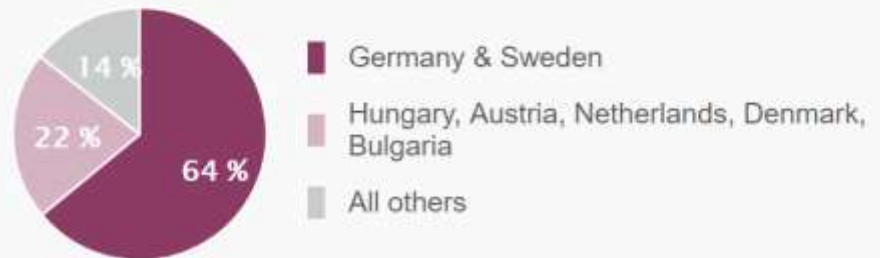 14 %
22 %
64 %
Germany & Sweden
Hungary, Austria, Netherlands, Denmark,
Bulgaria
All others